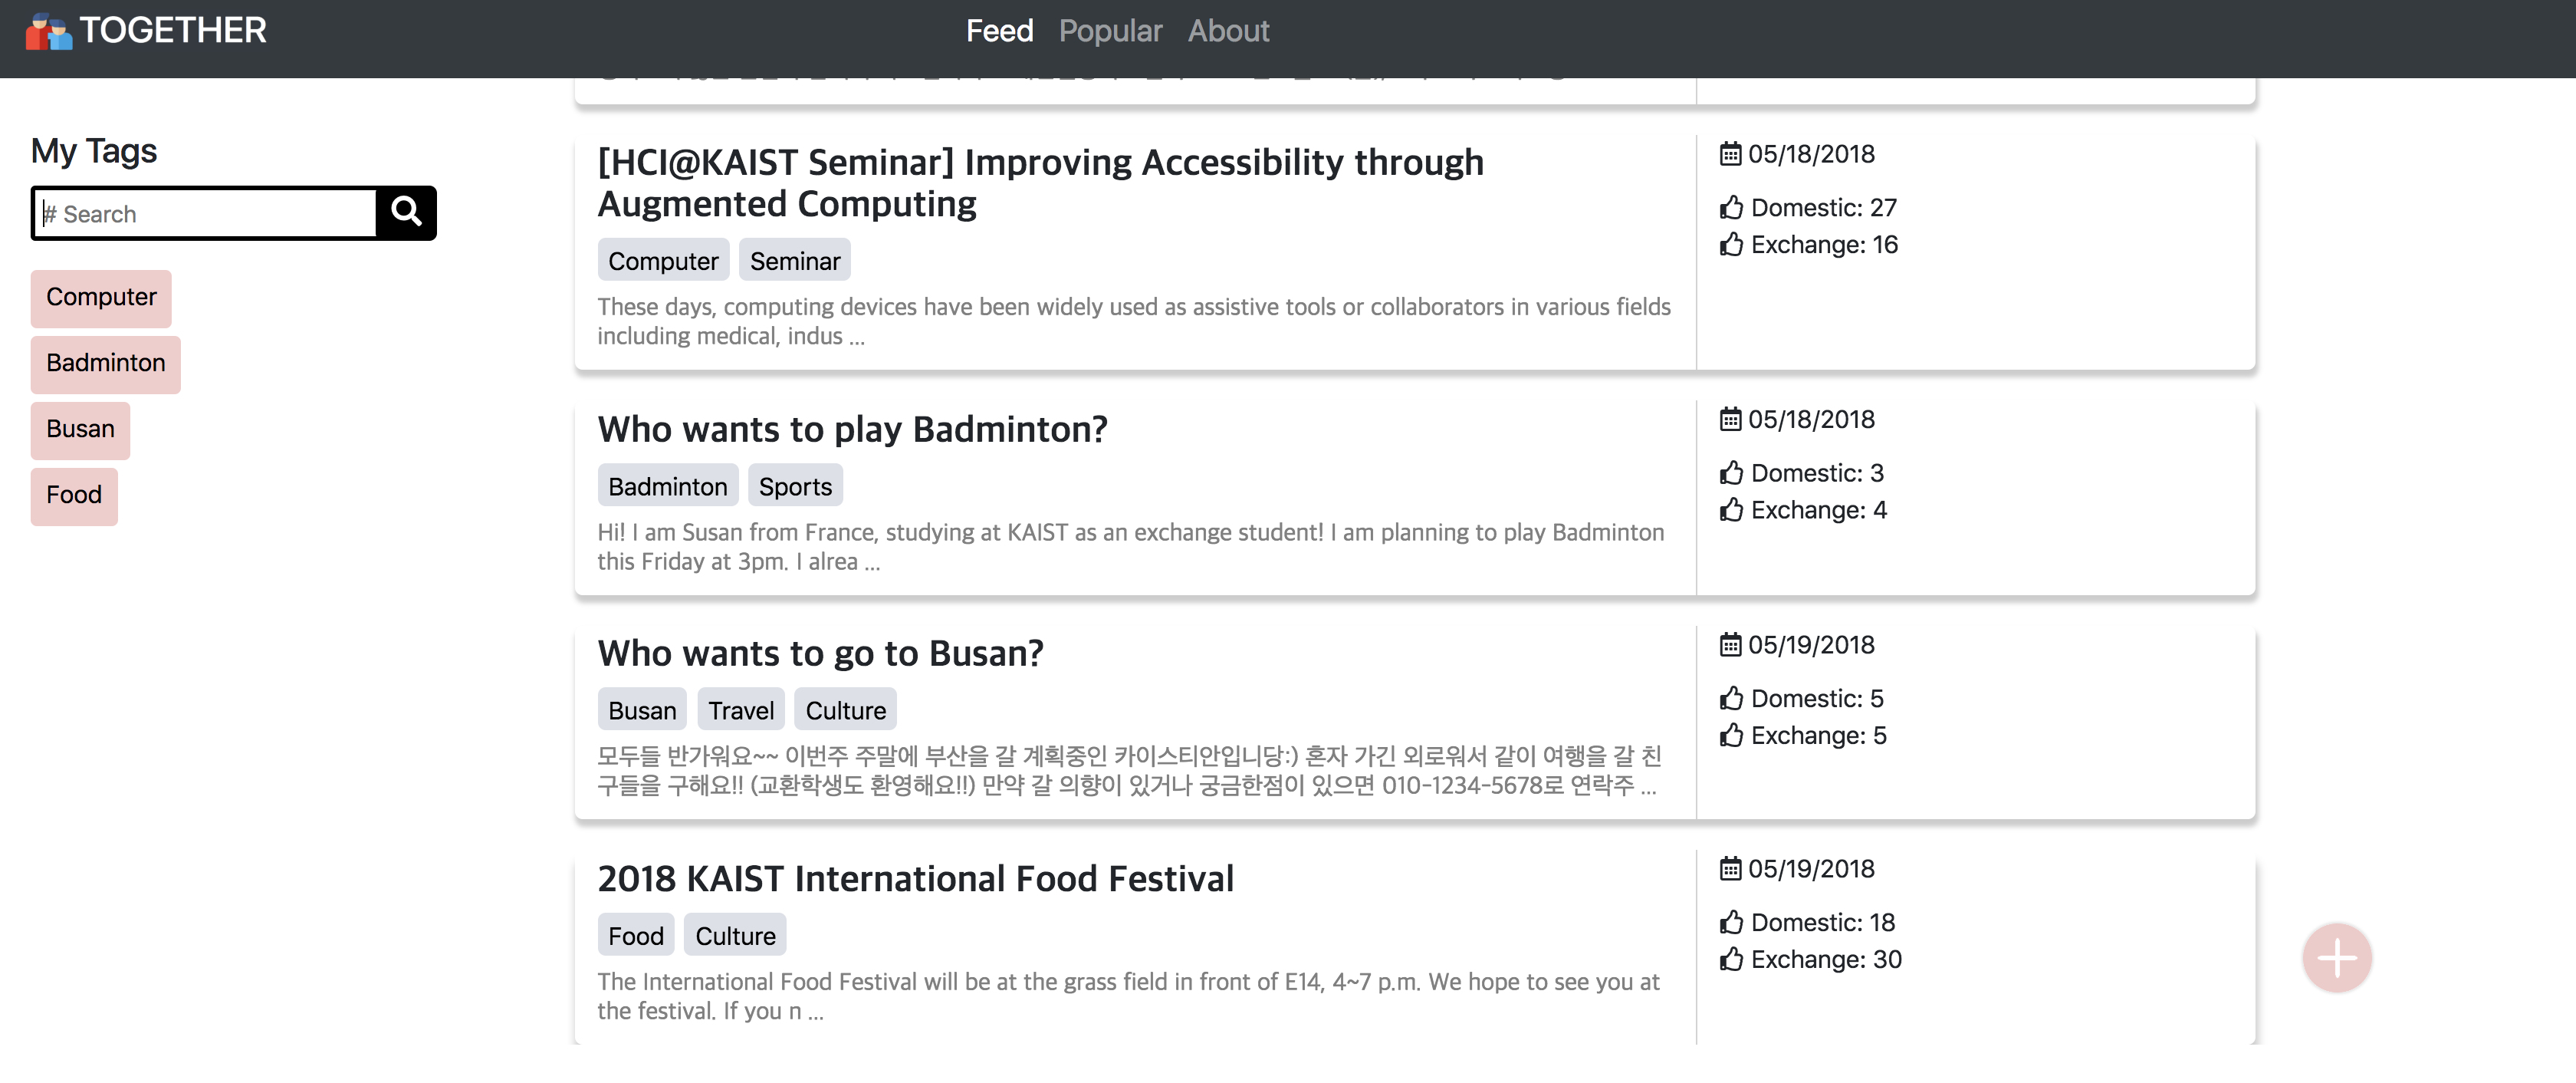 TOGETHER
Feed Popular About
My Tags
# Search
Computer
Badminton
Busan
Food
[HCI@KAIST Seminar] Improving Accessibility through
Augmented Computing
Computer Seminar
These days, computing devices have been widely used as assistive tools or collaborators in various fields
including medical, indus ...
05/18/2018
Domestic: 27
Exchange: 16
Who wants to play Badminton?
Badminton Sports
Hi! I am Susan from France, studying at KAIST as an exchange student! I am planning to play Badminton
this Friday at 3pm. I alrea ...
05/18/2018
Domestic: 3
Exchange: 4
Who wants to go to Busan?
Busan Travel Culture
모두들 반가워요~~ 이번주 주말에 부산을 갈 계획중인 카이스티안입니당:) 혼자 가긴 외로워서 같이 여행을 갈 친
구들을 구해요!! (교환학생도 환영해요!!) 만약 갈 의향이 있거나 궁금한점이 있으면 010-1234-5678로 연락주 ...
05/19/2018
Domestic: 5
Exchange: 5
2018 KAIST International Food Festival
Food Culture
The International Food Festival will be at the grass field in front of E14, 4~7 p.m. We hope to see you at
the festival. If you n ...
05/19/2018
Domestic: 18
Exchange: 30